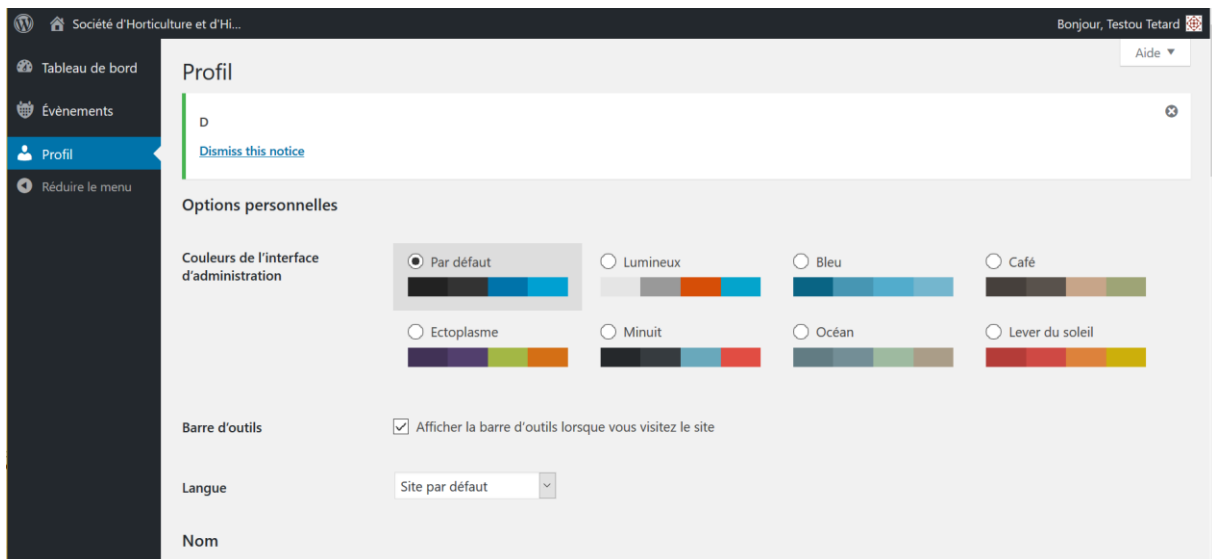 Société d'Horticulture et d'Hi...
Bonjour, Testou Tetard
Aide
Tableau de bord
Évènements
Profil
Réduire le menu
Profil
D
Dismiss this notice
Options personnelles
Couleurs de l’interface
d’administration
Par défaut
Lumineux
Bleu
Café
Ectoplasme
Minuit
Océan
Lever du soleil
Barre d’outils
Afficher la barre d’outils lorsque vous visitez le site
Langue
Site par défaut
Nom